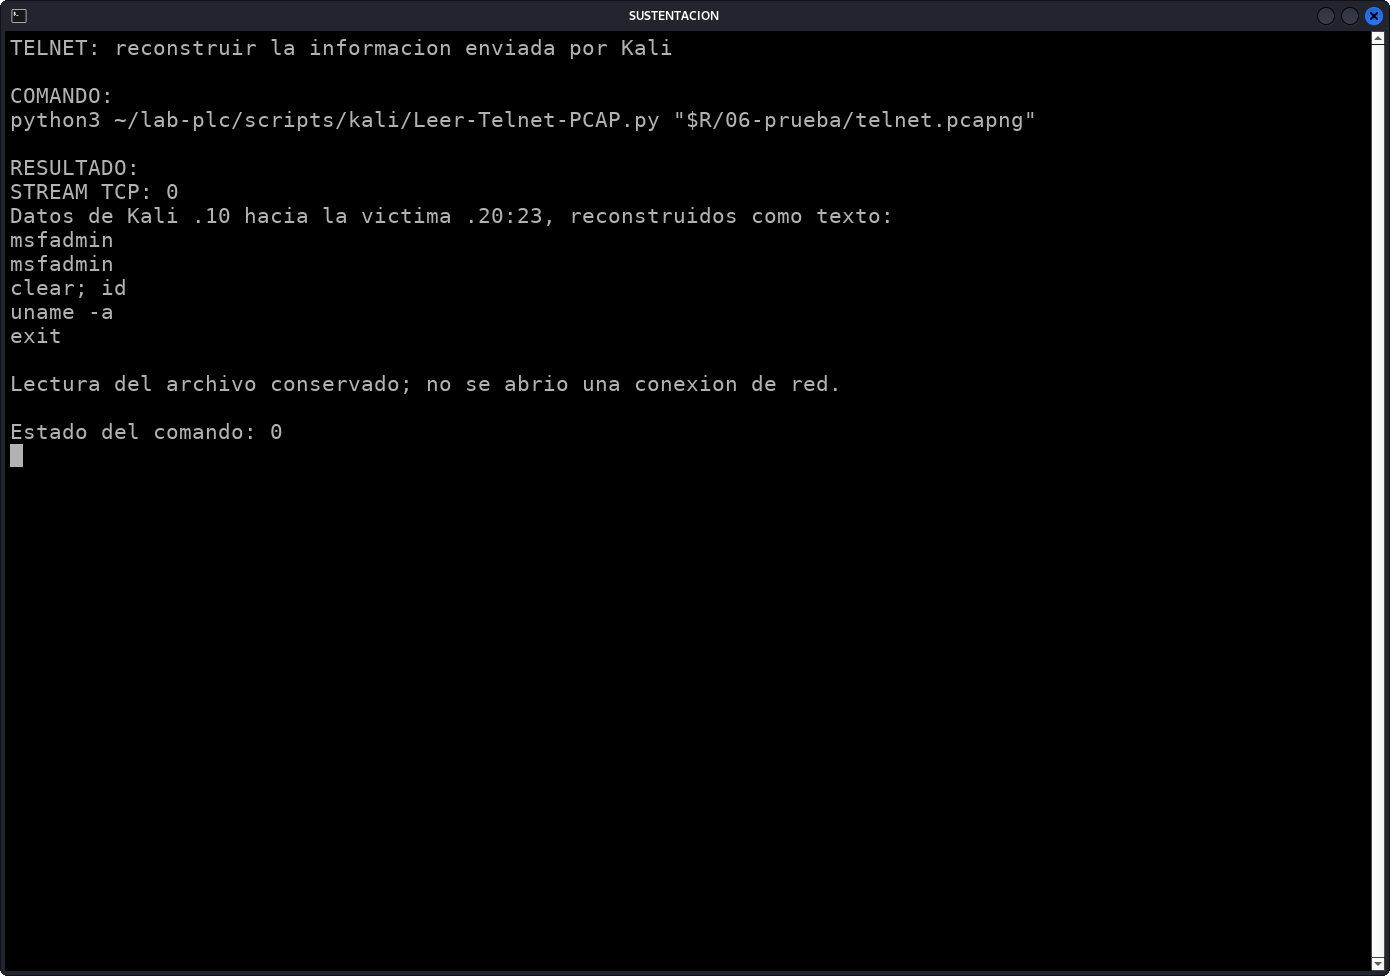 SUSTENTACION
TELNET: reconstruir la informacion enviada por Kali
COMANDO:
python3 ~/lab-plc/scripts/kali/Leer-Telnet-PCAP.py "$R/06-prueba/telnet.pcapng"
RESULTADO:
STREAM TCP: 0
Datos de Kali .10 hacia la victima .20:23, reconstruidos como texto:
msfadmin
msfadmin
clear; id
uname -a
exit
Lectura del archivo conservado; no se abrio una conexion de red.
Estado del comando: 0